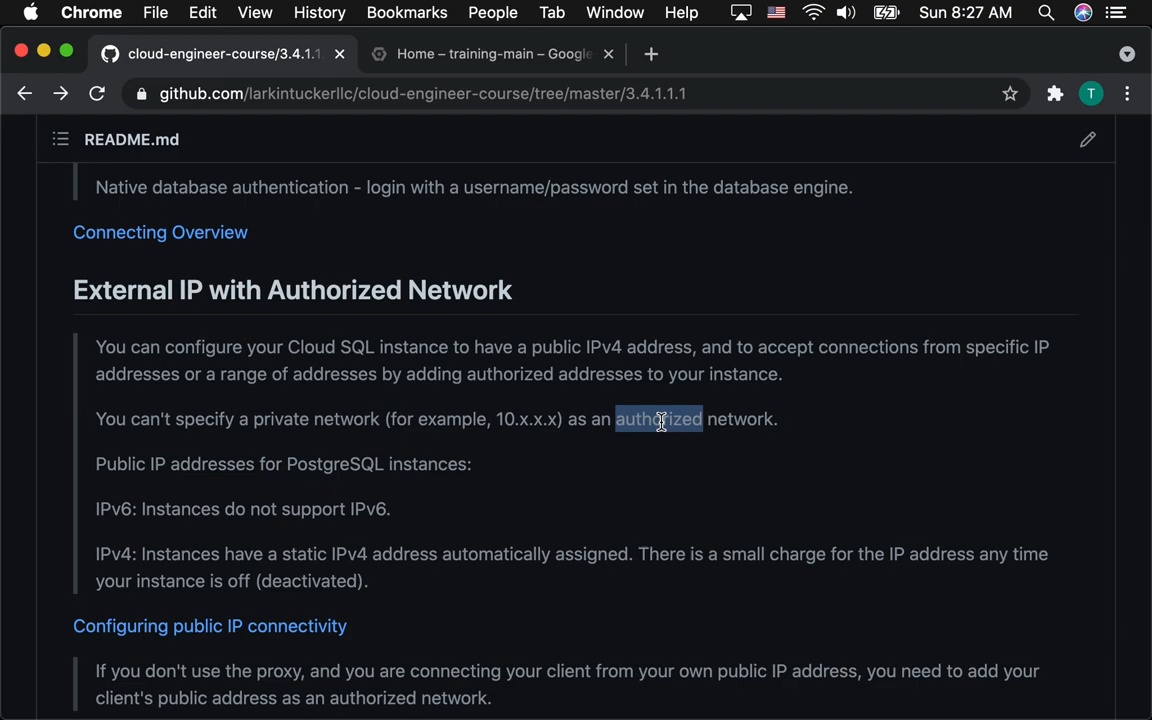 Chrome File Edit View History Bookmarks People Tab Window Help Sun 8:27 AM
cloud-engineer-course/3.4.1.1. Home – training-main – Google
github.com/larkintuckerllc/cloud-engineer-course/tree/master/3.4.1.1.1 T
README.md
Native database authentication - login with a username/password set in the database engine.
Connecting Overview
External IP with Authorized Network
You can configure your Cloud SQL instance to have a public IPv4 address, and to accept connections from specific IP
addresses or a range of addresses by adding authorized addresses to your instance.
You can't specify a private network (for example, 10.x.x.x) as an authorized network.
Public IP addresses for PostgreSQL instances:
IPv6: Instances do not support IPv6.
IPv4: Instances have a static IPv4 address automatically assigned. There is a small charge for the IP address any time
your instance is off (deactivated).
Configuring public IP connectivity
If you don't use the proxy, and you are connecting your client from your own public IP address, you need to add your
client's public address as an authorized network.